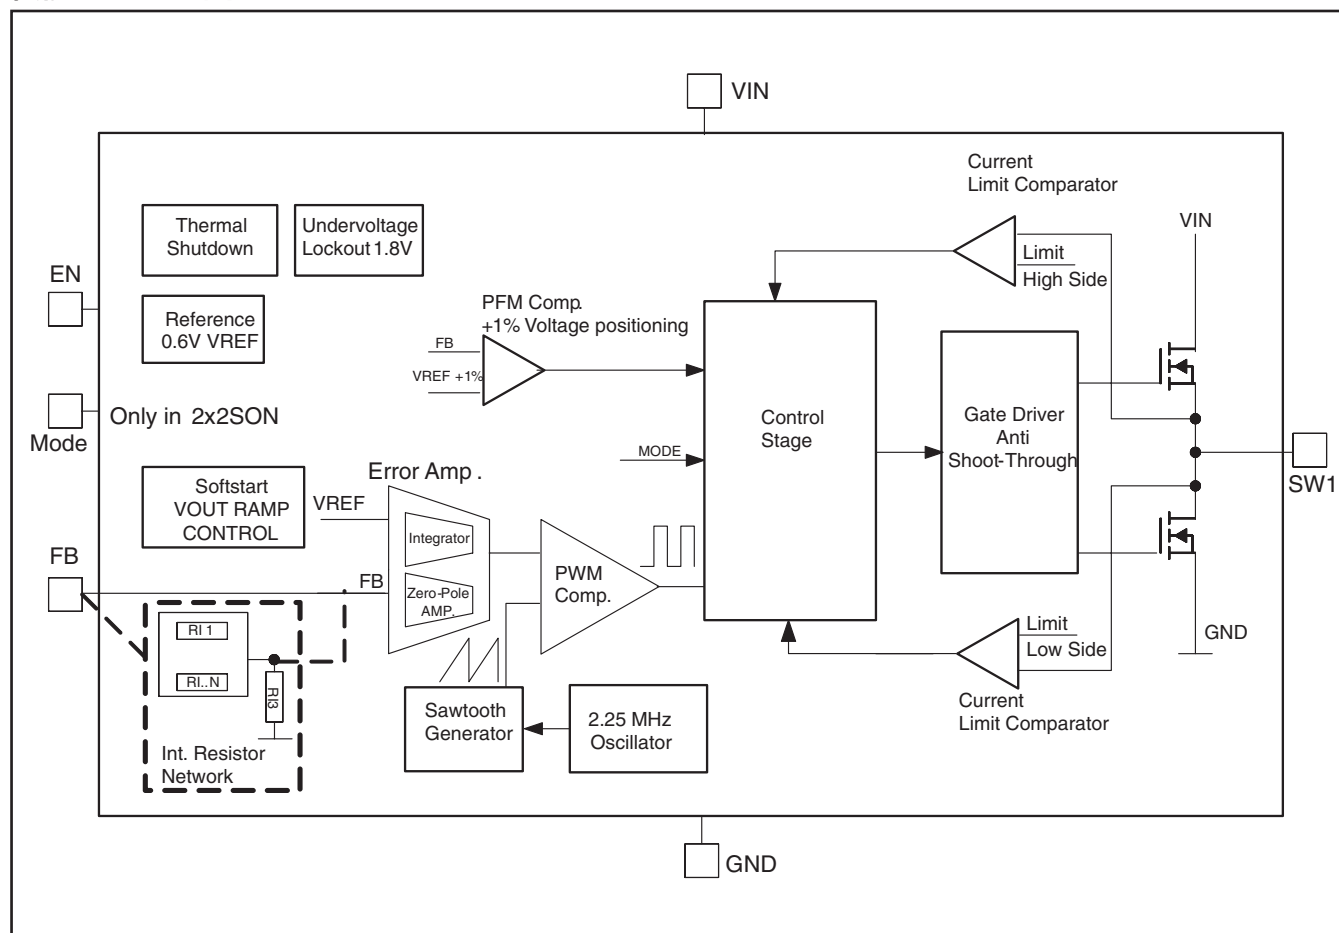 VIN
Current
Limit Comparator
Thermal
Shutdown
Undervoltage
Lockout 1.8V
VIN
Limit
High Side
EN
Reference
0.6V VREF
PFM Comp.
+1% Voltage positioning
FB
VREF +1%
Mode
Only in 2x2SON
Control
Stage
Gate Driver
Anti
Shoot-Through
MODE
SW1
Softstart
VOUT RAMP
CONTROL
Error Amp .
VREF
Integrator
FB
FB
Zero-Pole
AMP.
PWM
Comp.
RI 1
RI..N
RI3
Int. Resistor
Network
Sawtooth
Generator
2.25 MHz
Oscillator
Limit
Low Side
GND
Current
Limit Comparator
GND